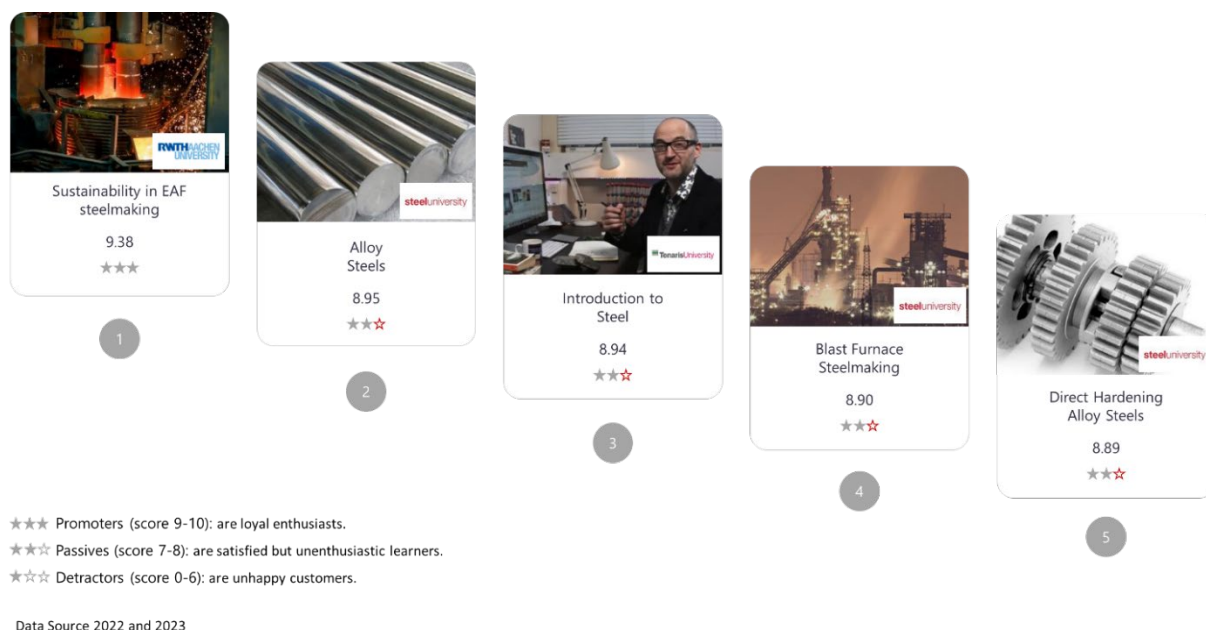 RWTHAACHEN
UNIVERSITY
Sustainability in EAF
steelmaking
9.38
★★★
1
steeluniversity
Alloy
Steels
8.95
★★☆
2
TenarisUniversity
Introduction to
Steel
8.94
★★☆
3
steeluniversity
Blast Furnace
Steelmaking
8.90
★★☆
4
steeluniversity
Direct Hardening
Alloy Steels
8.89
★★☆
5
★★★ Promoters (score 9-10): are loyal enthusiasts.
★★☆ Passives (score 7-8): are satisfied but unenthusiastic learners.
★☆☆ Detractors (score 0-6): are unhappy customers.
Data Source 2022 and 2023